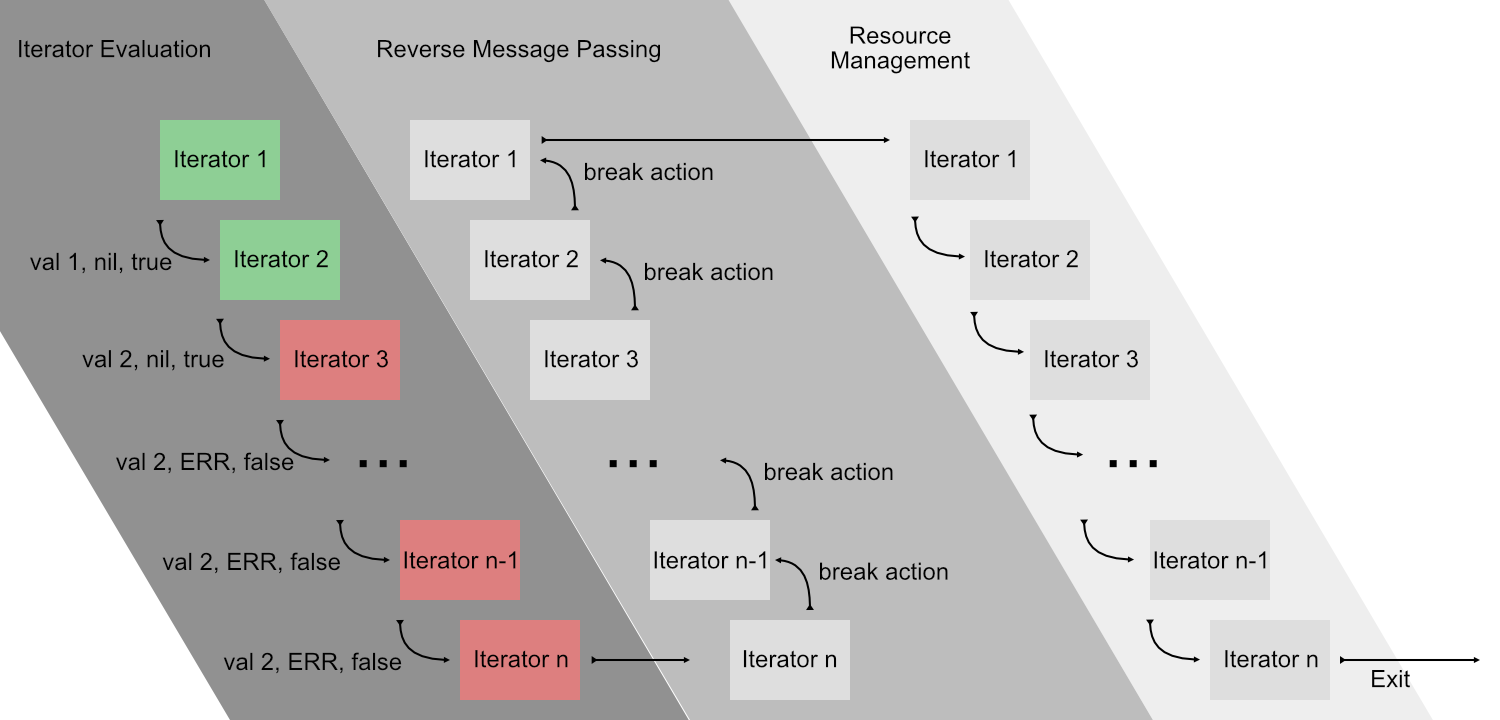 Iterator Evaluation
Reverse Message Passing
Resource
Management
Iterator 1
val 1, nil, true
Iterator 2
val 2, nil, true
Iterator 3
val 2, ERR, false
...
val 2, ERR, false
Iterator n-1
val 2, ERR, false
Iterator n
Iterator 1
break action
Iterator 2
break action
Iterator 3
...
break action
Iterator n-1
break action
Iterator n
Iterator 1
Iterator 2
Iterator 3
...
Iterator n-1
Iterator n
Exit